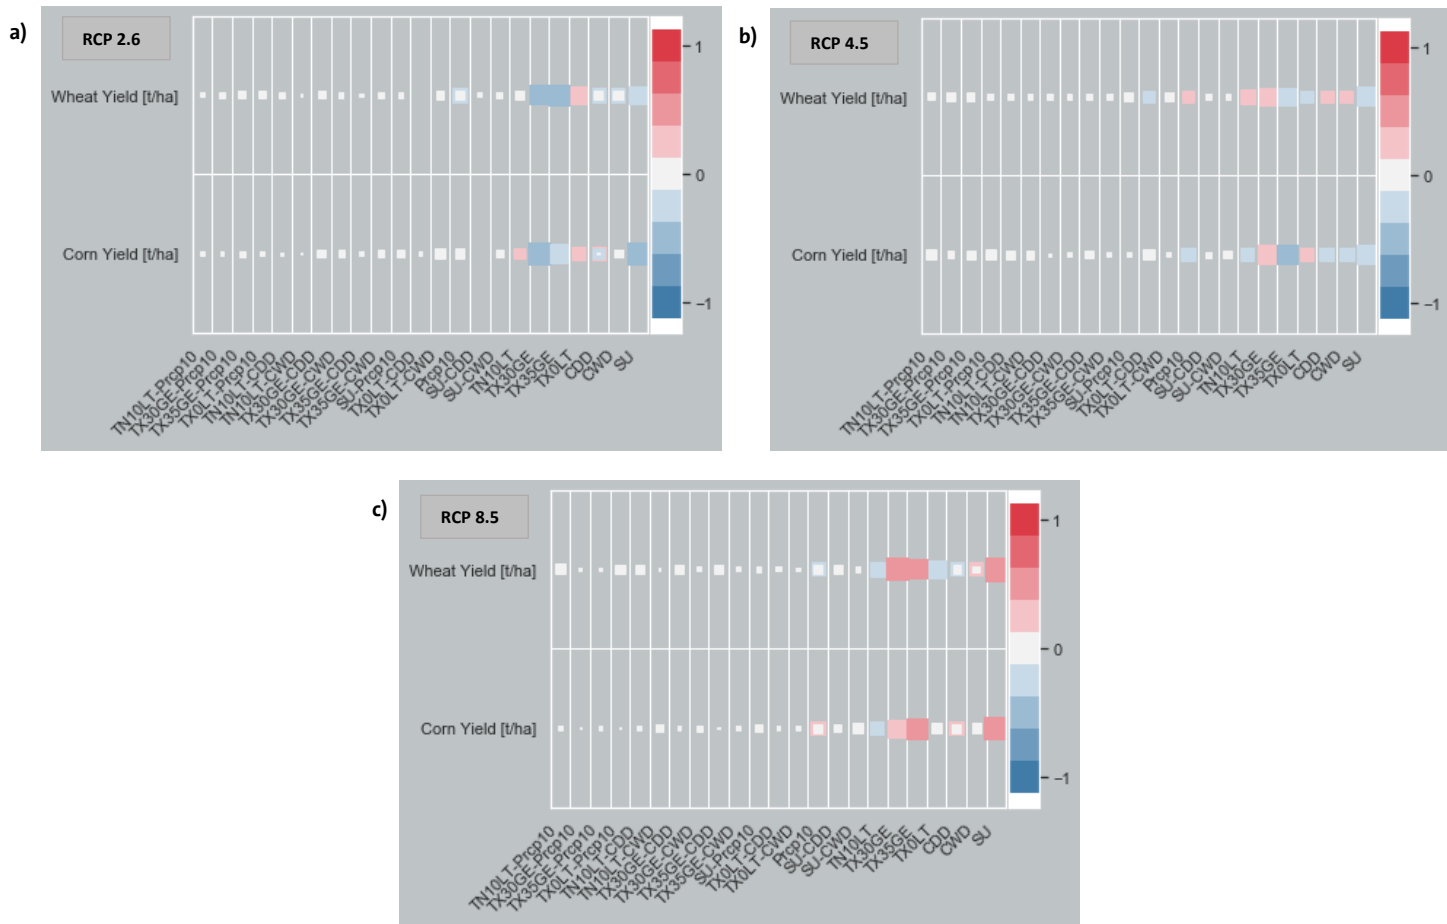 a)
RCP 2.6
Wheat Yield [t/ha]
Corn Yield [t/ha]
1
0
−1
TN10LT-Prcp10
TX30GE-Prcp10
TX35GE-Prcp10
TX0LT-Prcp10
TN10LT-CDD
TN10LT-CWD
TX30GE-CDD
TX30GE-CWD
TX35GE-CDD
TX35GE-CWD
SU-Prcp10
TX0LT-CDD
TX0LT-CWD
Prcp10
SU-CDD
SU-CWD
TN10LT
TX30GE
TX35GE
TX0LT
CDD
CWD
SU
b)
RCP 4.5
Wheat Yield [t/ha]
Corn Yield [t/ha]
1
0
−1
TN10LT-Prcp10
TX30GE-Prcp10
TX35GE-Prcp10
TX0LT-Prcp10
TN10LT-CDD
TN10LT-CWD
TX30GE-CDD
TX30GE-CWD
TX35GE-CDD
TX35GE-CWD
SU-Prcp10
TX0LT-CDD
TX0LT-CWD
Prcp10
SU-CDD
SU-CWD
TN10LT
TX30GE
TX35GE
TX0LT
CDD
CWD
SU
c)
RCP 8.5
Wheat Yield [t/ha]
Corn Yield [t/ha]
1
0
−1
TN10LT-Prcp10
TX30GE-Prcp10
TX35GE-Prcp10
TX0LT-Prcp10
TN10LT-CDD
TN10LT-CWD
TX30GE-CDD
TX30GE-CWD
TX35GE-CDD
TX35GE-CWD
SU-Prcp10
TX0LT-CDD
TX0LT-CWD
Prcp10
SU-CDD
SU-CWD
TN10LT
TX30GE
TX35GE
TX0LT
CDD
CWD
SU